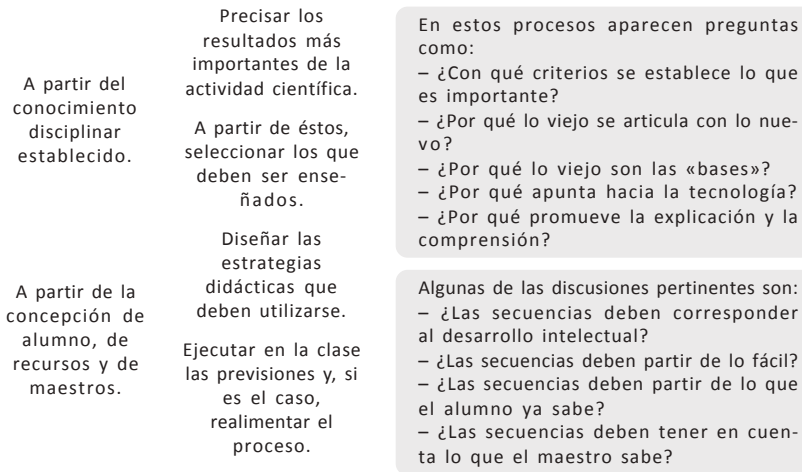 A partir del
conocimiento
disciplinar
establecido.
Precisar los
resultados más
importantes de la
actividad científica.
A partir de éstos,
seleccionar los que
deben ser ense-
ñados.
En estos procesos aparecen preguntas
como:
– ¿Con qué criterios se establece lo que
es importante?
– ¿Por qué lo viejo se articula con lo nue-
vo?
– ¿Por qué lo viejo son las «bases»?
– ¿Por qué apunta hacia la tecnología?
– ¿Por qué promueve la explicación y la
comprensión?
A partir de la
concepción de
alumno, de
recursos y de
maestros.
Diseñar las
estrategias
didácticas que
deben utilizarse.
Ejecutar en la clase
las previsiones y, si
es el caso,
realimentar el
proceso.
Algunas de las discusiones pertinentes son:
– ¿Las secuencias deben corresponder
al desarrollo intelectual?
– ¿Las secuencias deben partir de lo fácil?
– ¿Las secuencias deben partir de lo que
el alumno ya sabe?
– ¿Las secuencias deben tener en cuen-
ta lo que el maestro sabe?